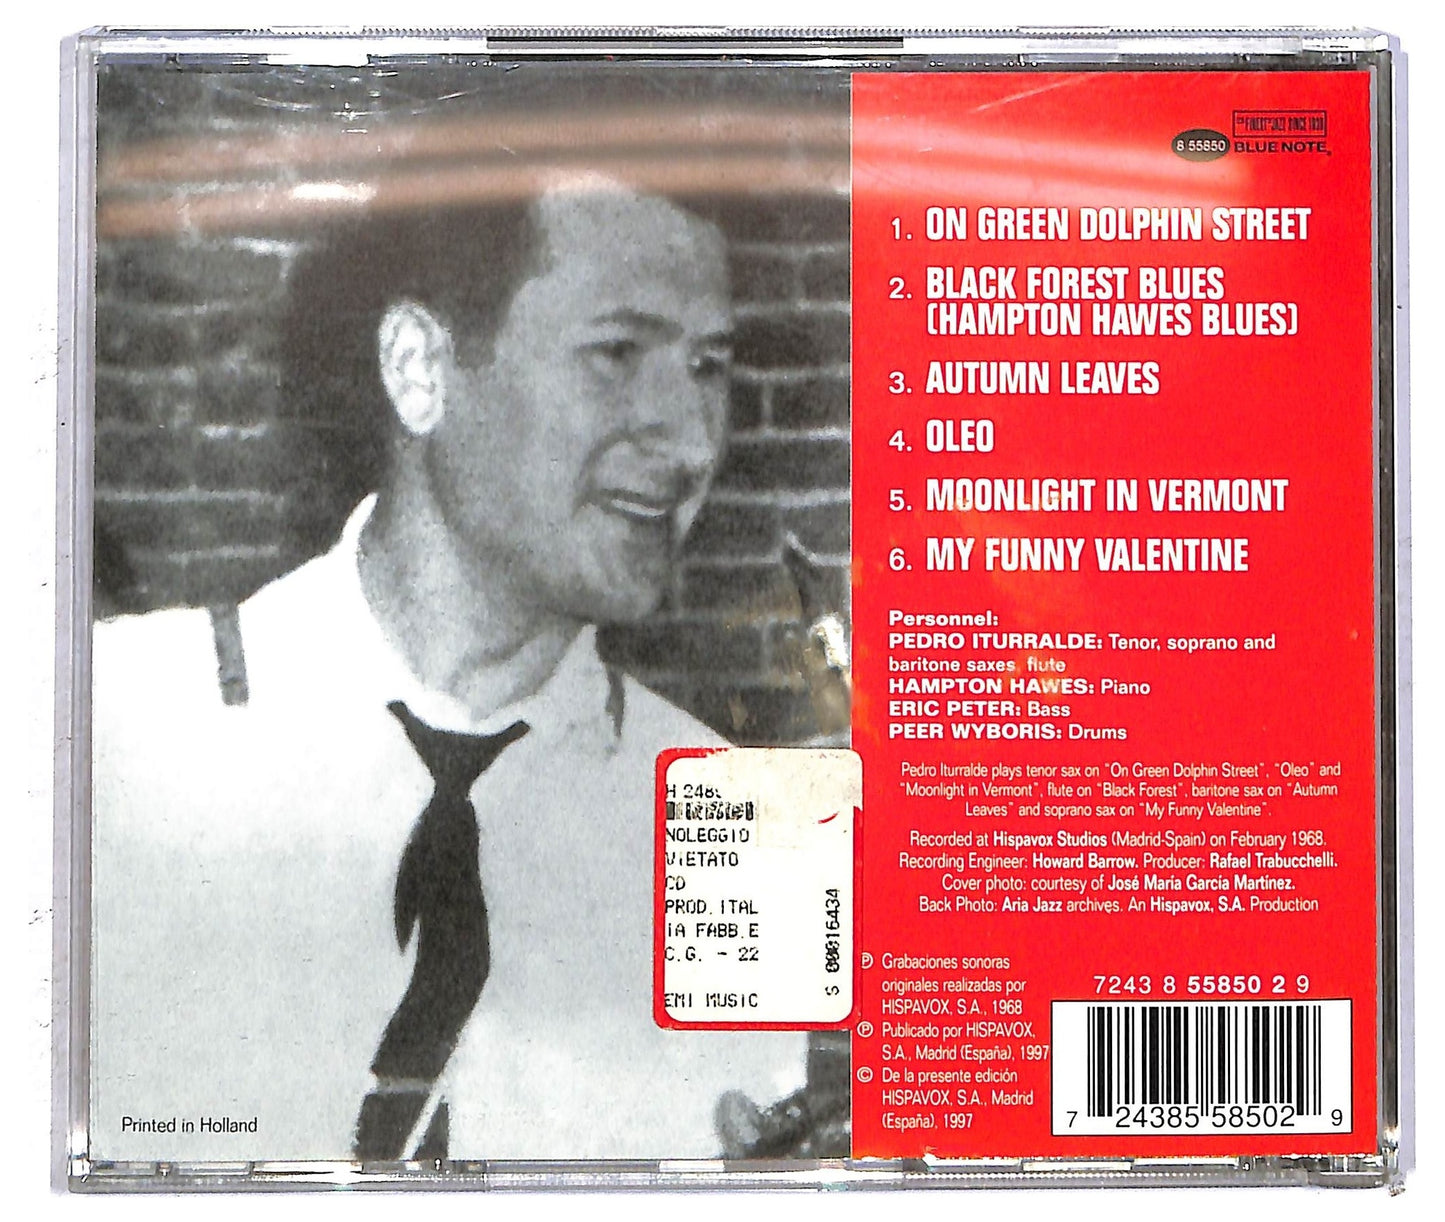 THE FINEST IN JAZZ SINCE 1939
8 55850 BLUE NOTE
1. ON GREEN DOLPHIN STREET
2. BLACK FOREST BLUES
(HAMPTON HAWES BLUES)
3. AUTUMN LEAVES
4. OLEO
5. MOONLIGHT IN VERMONT
6. MY FUNNY VALENTINE
Personnel:
PEDRO ITURRALDE: Tenor, soprano and
baritone saxes, flute
HAMPTON HAWES: Piano
ERIC PETER: Bass
PEER WYBORIS: Drums
Pedro Iturralde plays tenor sax on "On Green Dolphin Street", "Oleo" and
"Moonlight in Vermont", flute on "Black Forest", baritone sax on "Autumn
Leaves" and soprano sax on "My Funny Valentine".
Recorded at Hispavox Studios (Madrid-Spain) on February 1968.
Recording Engineer: Howard Barrow. Producer: Rafael Trabucchelli.
Cover photo: courtesy of José María García Martínez.
Back Photo: Aria Jazz archives. An Hispavox, S.A. Production
℗ Grabaciones sonoras
originales realizadas por
HISPAVOX, S.A., 1968
℗ Publicado por HISPAVOX,
S.A., Madrid (España), 1997
© De la presente edición
HISPAVOX, S.A., Madrid
(España), 1997
7243 8 55850 2 9
7 24385 58502 9
H 248
NOLEGGIO
VIETATO
CD
PROD. ITAL
IA FABB.E
C.G. - 22
EMI MUSIC
S 00016434
Printed in Holland